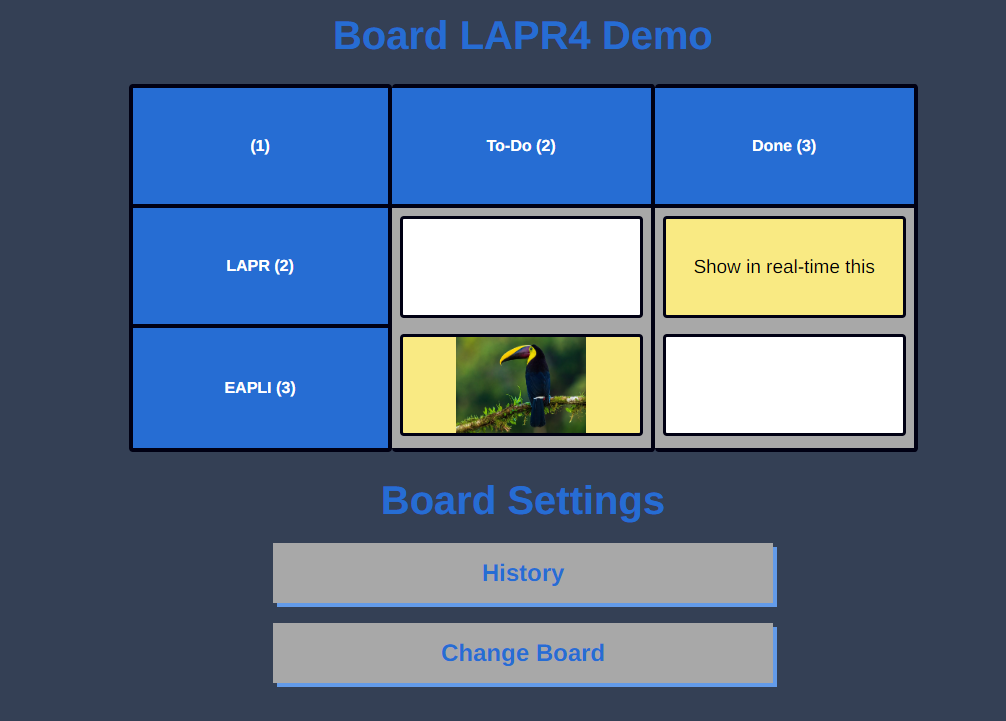 Board LAPR4 Demo
(1)
To-Do (2)
Done (3)
LAPR (2)
Show in real-time this
EAPLI (3)
Board Settings
History
Change Board